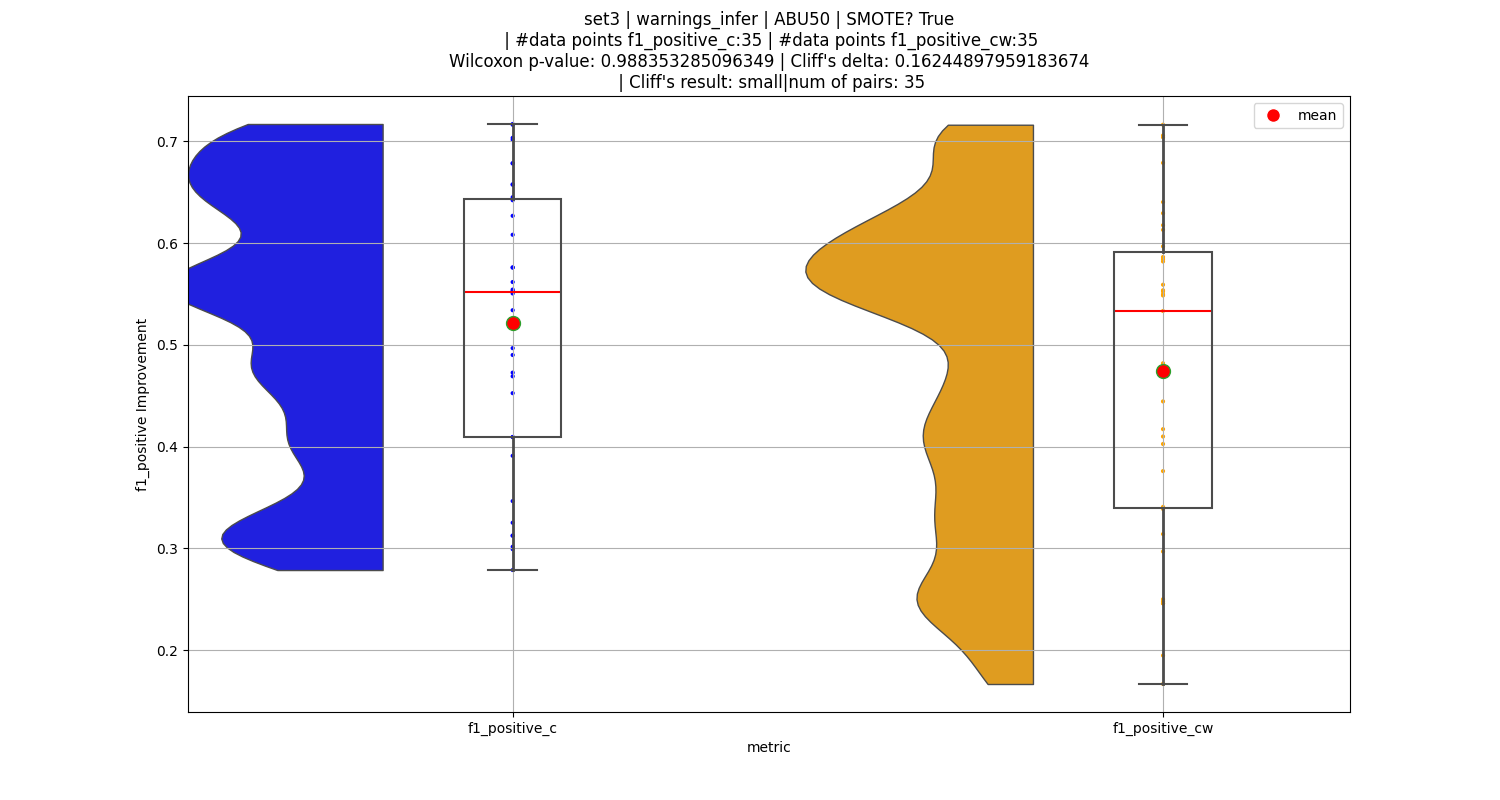 set3 | warnings_infer | ABU50 | SMOTE? True
| #data points f1_positive_c:35 | #data points f1_positive_cw:35
Wilcoxon p-value: 0.988353285096349 | Cliff's delta: 0.16244897959183674
| Cliff's result: small|num of pairs: 35
mean
0.7
0.6
0.5
0.4
0.3
0.2
f1_positive Improvement
f1_positive_c
f1_positive_cw
metric